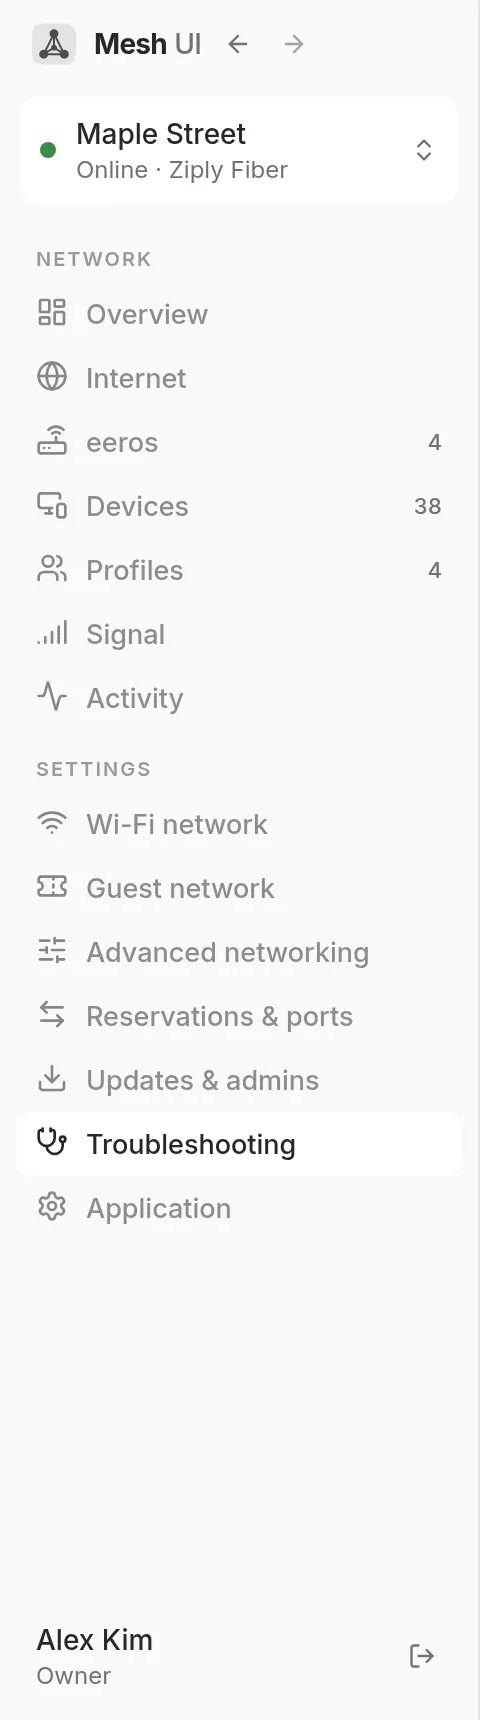 Mesh UI
Maple Street
Online · Ziply Fiber
NETWORK
Overview
Internet
eeros 4
Devices 38
Profiles 4
Signal
Activity
SETTINGS
Wi-Fi network
Guest network
Advanced networking
Reservations & ports
Updates & admins
Troubleshooting
Application
Alex Kim
Owner